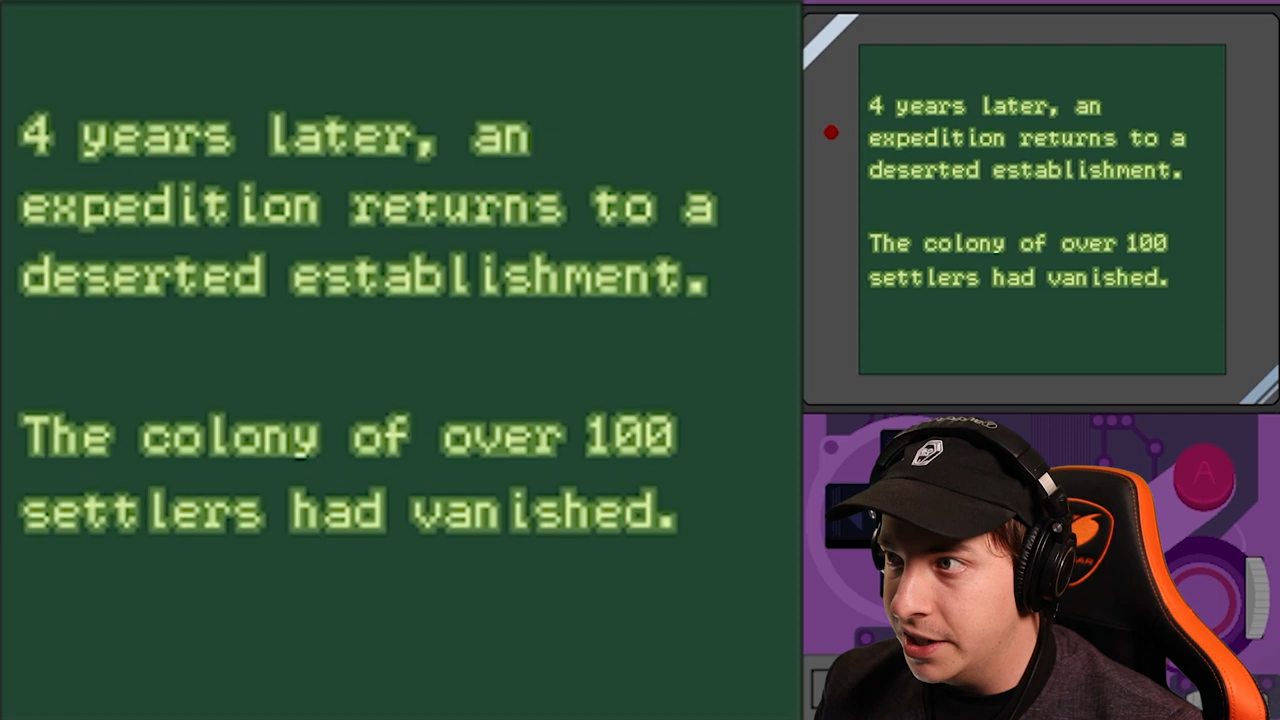 4 years later, an
expedition returns to a
deserted establishment.
The colony of over 100
settlers had vanished.
4 years later, an
expedition returns to a
deserted establishment.
The colony of over 100
settlers had vanished.
A